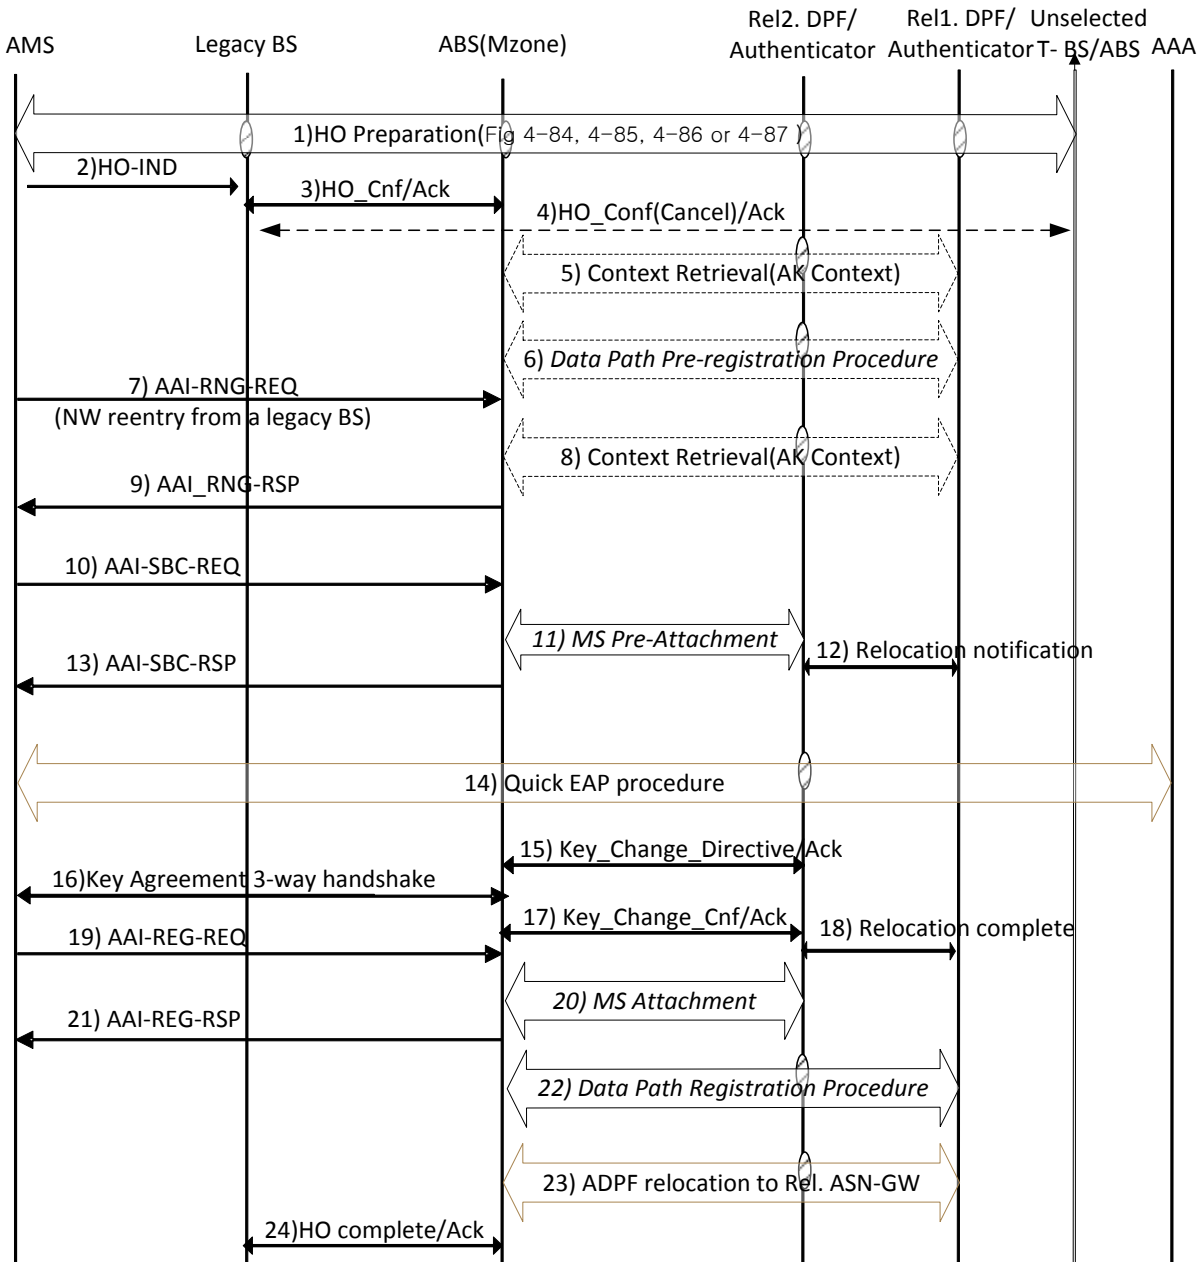 AMS
Legacy BS
ABS(Mzone)
Rel2. DPF/
Authenticator
Rel1. DPF/
Authenticator
Unselected
T- BS/ABS
AAA
1)HO Preparation(Fig 4-84, 4-85, 4-86 or 4-87 )
2)HO-IND
3)HO_Cnf/Ack
4)HO_Conf(Cancel)/Ack
5) Context Retrieval(AK Context)
6) Data Path Pre-registration Procedure
7) AAI-RNG-REQ
(NW reentry from a legacy BS)
8) Context Retrieval(AK Context)
9) AAI_RNG-RSP
10) AAI-SBC-REQ
11) MS Pre-Attachment
12) Relocation notification
13) AAI-SBC-RSP
14) Quick EAP procedure
15) Key_Change_Directive/Ack
16)Key Agreement 3-way handshake
17) Key_Change_Cnf/Ack
18) Relocation complete
19) AAI-REG-REQ
20) MS Attachment
21) AAI-REG-RSP
22) Data Path Registration Procedure
23) ADPF relocation to Rel. ASN-GW
24)HO complete/Ack